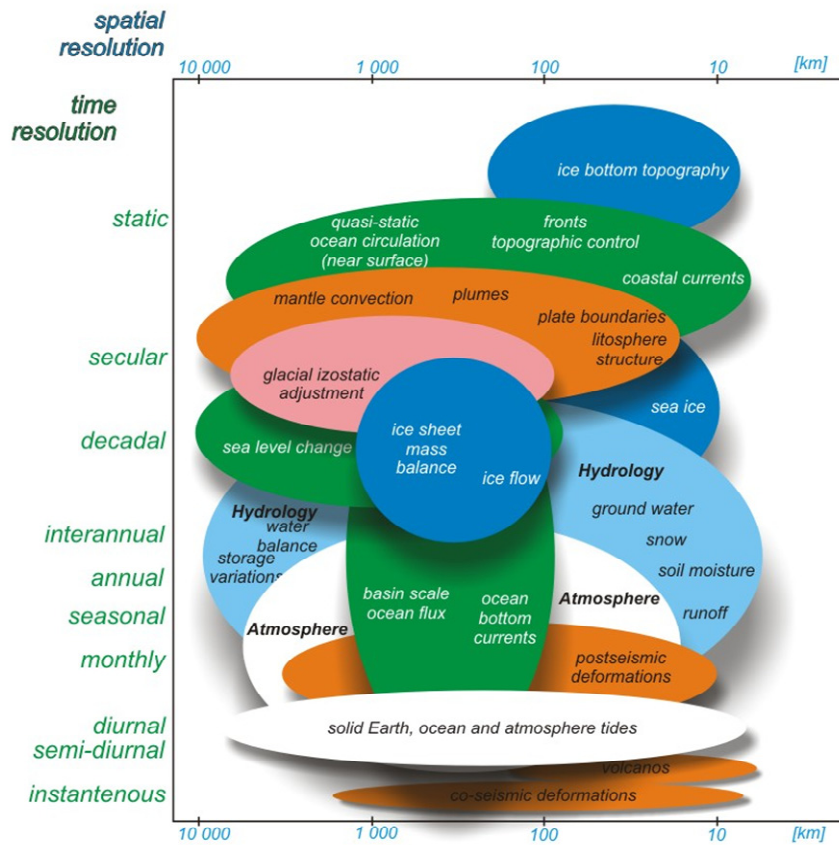 spatial
resolution
10 000 1 000 100 10 [km]
time
resolution
ice bottom topography
static
quasi-static
ocean circulation
(near surface)
fronts
topographic control
coastal currents
mantle convection
plumes
plate boundaries
litosphere
structure
secular
glacial izostatic
adjustment
sea ice
decadal
sea level change
ice sheet
mass
balance
ice flow
Hydrology
ground water
snow
soil moisture
runoff
Hydrology
water
balance
storage
variations
interannual
annual
seasonal
monthly
basin scale
ocean flux
ocean
bottom
currents
Atmosphere
Atmosphere
postseismic
deformations
diurnal
semi-diurnal
solid Earth, ocean and atmosphere tides
volcanos
instantenous
co-seismic deformations
10 000 1 000 100 10 [km]